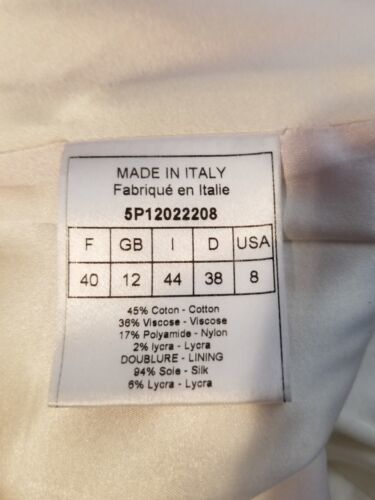 MADE IN ITALY
Fabriqué en Italie
5P12022208
F GB I D USA
40 12 44 38 8
45% Coton - Cotton
36% Viscose - Viscose
17% Polyamide - Nylon
2% lycra - Lycra
DOUBLURE - LINING
94% Soie - Silk
6% Lycra - Lycra